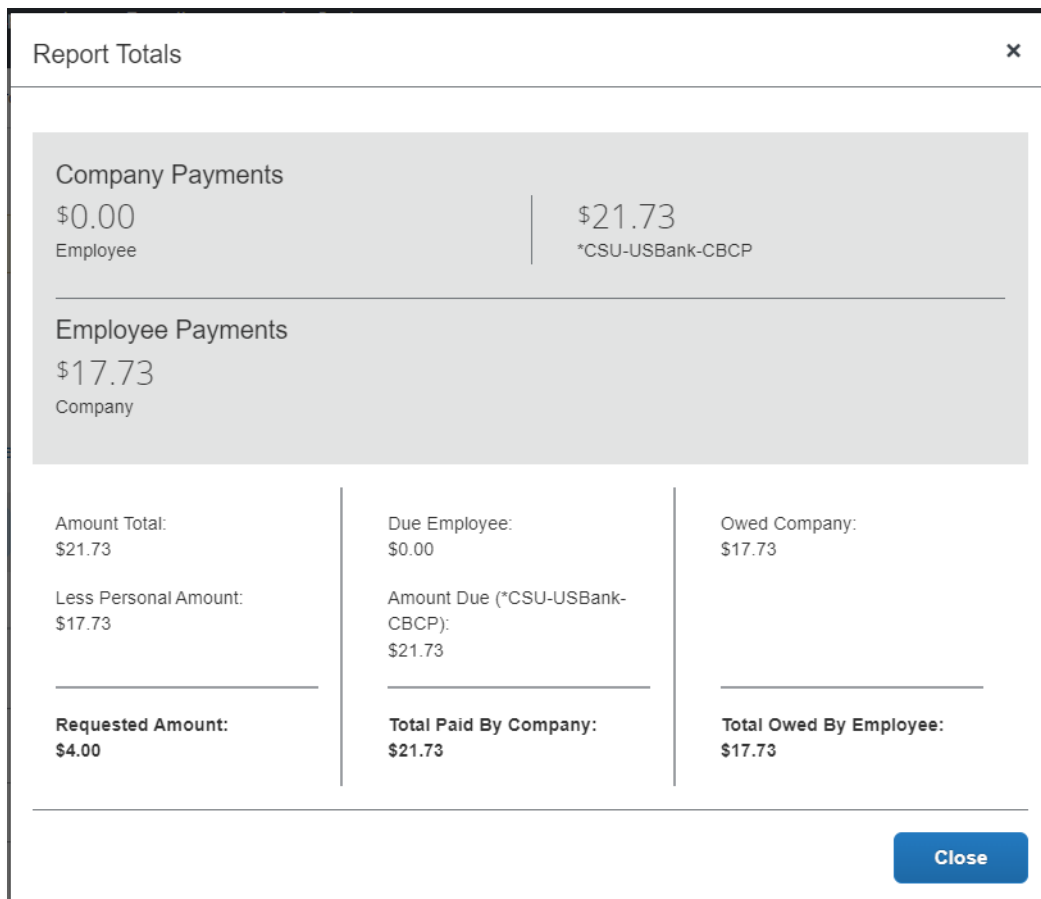 Report Totals
×
Company Payments
$0.00
Employee
$21.73
*CSU-USBank-CBCP
Employee Payments
$17.73
Company
Amount Total:
$21.73
Less Personal Amount:
$17.73
Requested Amount:
$4.00
Due Employee:
$0.00
Amount Due (*CSU-USBank-
CBCP):
$21.73
Total Paid By Company:
$21.73
Owed Company:
$17.73
Total Owed By Employee:
$17.73
Close